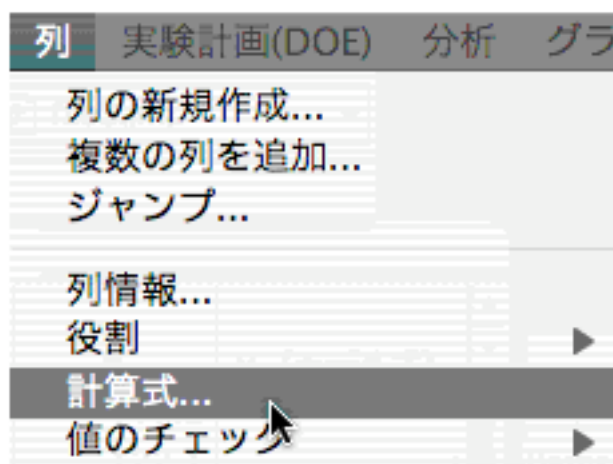 列 実験計画(DOE) 分析 グラ
列の新規作成...
複数の列を追加...
ジャンプ...
列情報...
役割
計算式...
値のチェック